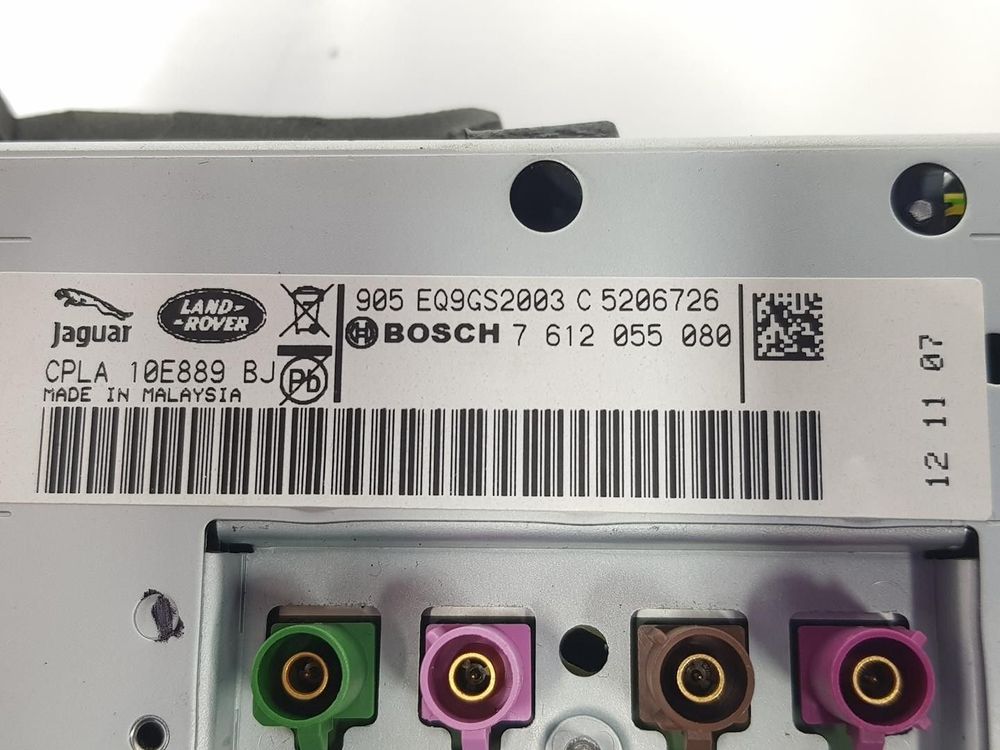 Jaguar
LAND-
-ROVER
CPLA 10E889 BJ
Pb
MADE IN MALAYSIA
905 EQ9GS2003 C 5206726
BOSCH 7 612 055 080
12 11 07